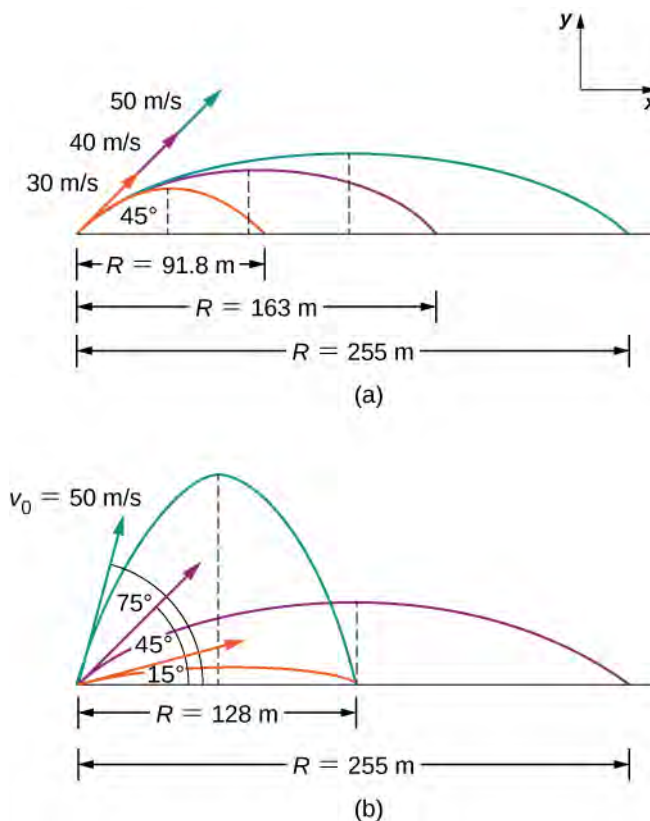 y
x
50 m/s
40 m/s
30 m/s
45°
R = 91.8 m
R = 163 m
R = 255 m
(a)
v₀ = 50 m/s
75°
45°
15°
R = 128 m
R = 255 m
(b)